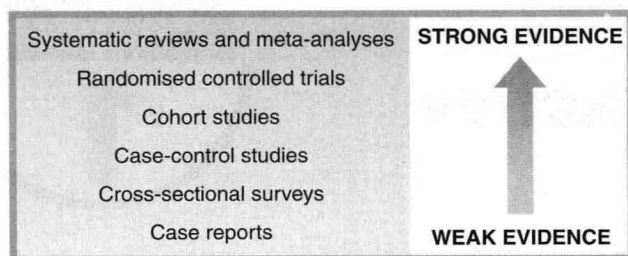 Systematic reviews and meta-analyses
Randomised controlled trials
Cohort studies
Case-control studies
Cross-sectional surveys
Case reports
STRONG EVIDENCE
WEAK EVIDENCE